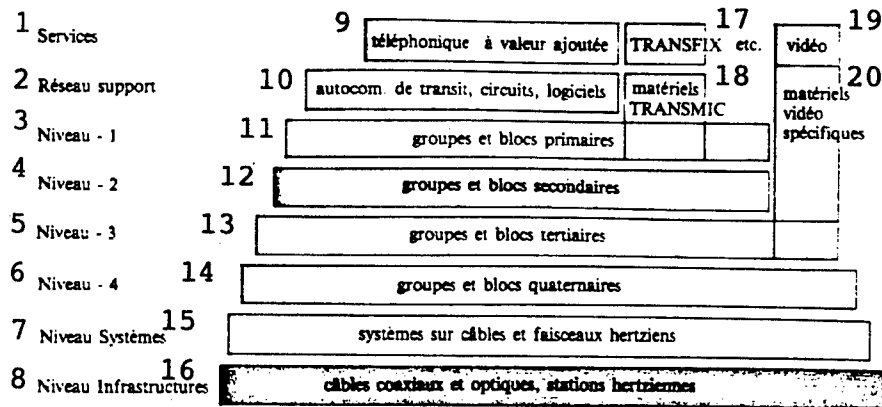 1 Services 9 téléphonique à valeur ajoutée 17 TRANSFIX etc. 19 vidéo
2 Réseau support 10 autocom. de transit, circuits, logiciels matériels 18 TRANSMIC 20 matériels vidéo spécifiques
3 Niveau - 1 11 groupes et blocs primaires
4 Niveau - 2 12 groupes et blocs secondaires
5 Niveau - 3 13 groupes et blocs tertiaires
6 Niveau - 4 14 groupes et blocs quaternaires
7 Niveau Systèmes 15 systèmes sur câbles et faisceaux hertziens
8 Niveau Infrastructures 16 câbles coaxiaux et optiques, stations hertziennes